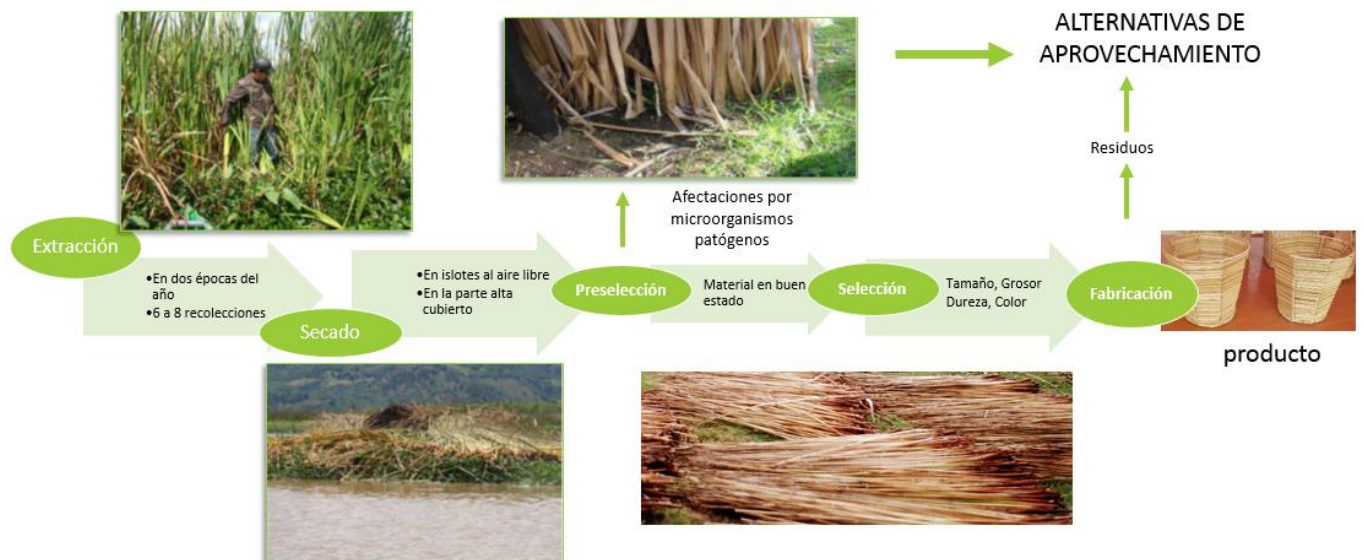 ALTERNATIVAS DE
APROVECHAMIENTO
Residuos
Afectaciones por
microorganismos
patógenos
Extracción
•En dos épocas del
año
•6 a 8 recolecciones
Secado
•En islotes al aire libre
•En la parte alta
cubierto
Preselección
Material en buen
estado
Selección
Tamaño, Grosor
Dureza, Color
Fabricación
producto